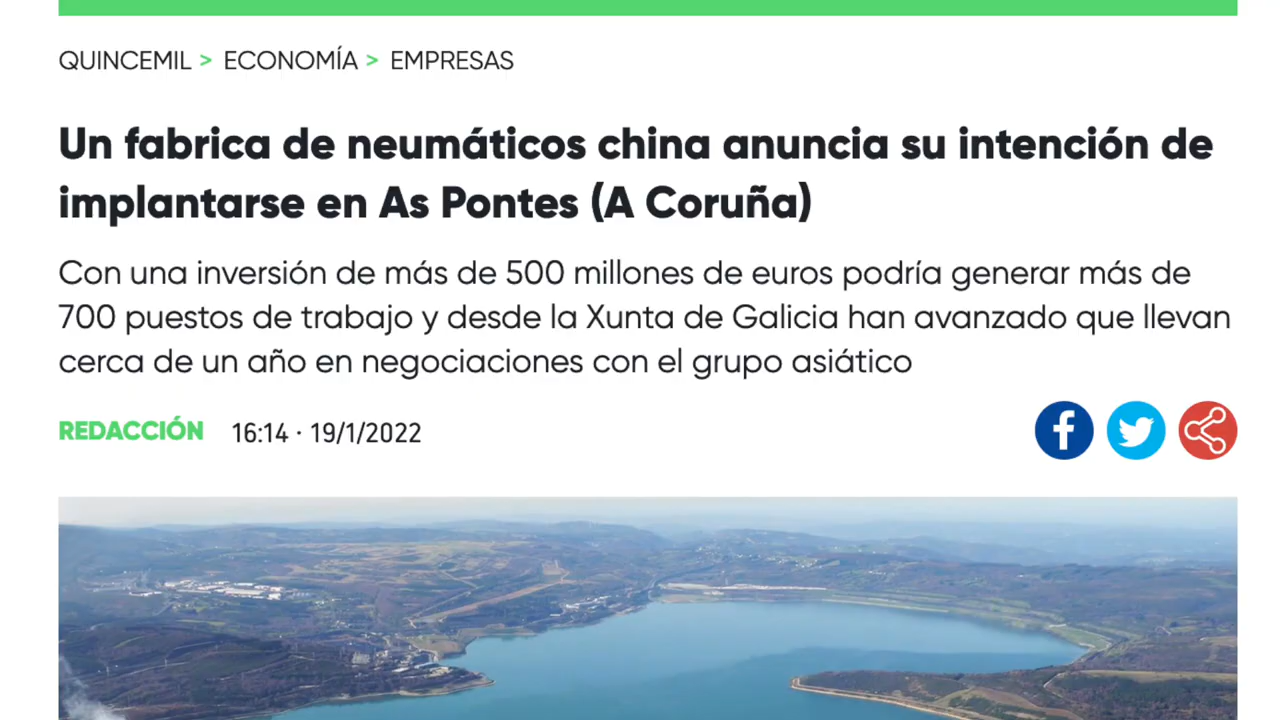 QUINCEMIL > ECONOMÍA > EMPRESAS
Un fabrica de neumáticos china anuncia su intención de
implantarse en As Pontes (A Coruña)
Con una inversión de más de 500 millones de euros podría generar más de
700 puestos de trabajo y desde la Xunta de Galicia han avanzado que llevan
cerca de un año en negociaciones con el grupo asiático
REDACCIÓN 16:14 · 19/1/2022